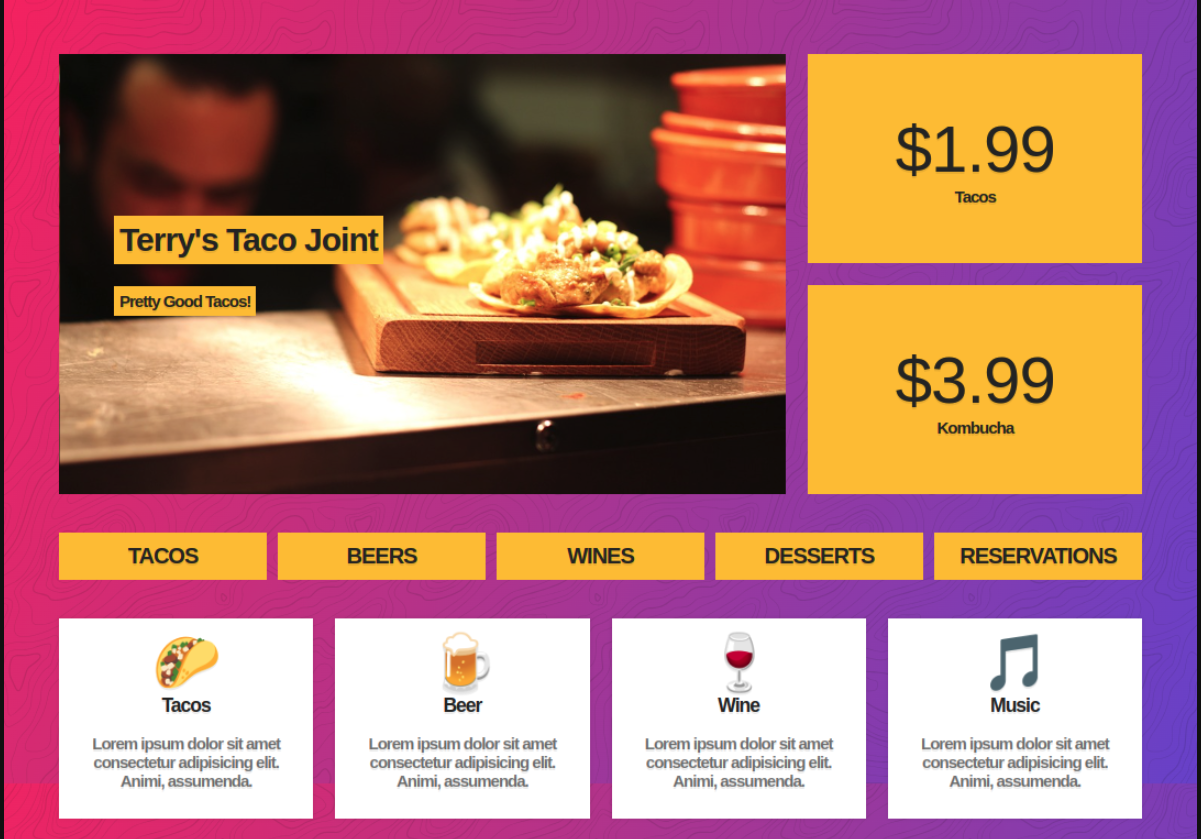 Terry's Taco Joint
Pretty Good Tacos!
$1.99
Tacos
$3.99
Kombucha
TACOS
BEERS
WINES
DESSERTS
RESERVATIONS
Tacos
Lorem ipsum dolor sit amet
consectetur adipisicing elit.
Animi, assumenda.
Beer
Lorem ipsum dolor sit amet
consectetur adipisicing elit.
Animi, assumenda.
Wine
Lorem ipsum dolor sit amet
consectetur adipisicing elit.
Animi, assumenda.
Music
Lorem ipsum dolor sit amet
consectetur adipisicing elit.
Animi, assumenda.